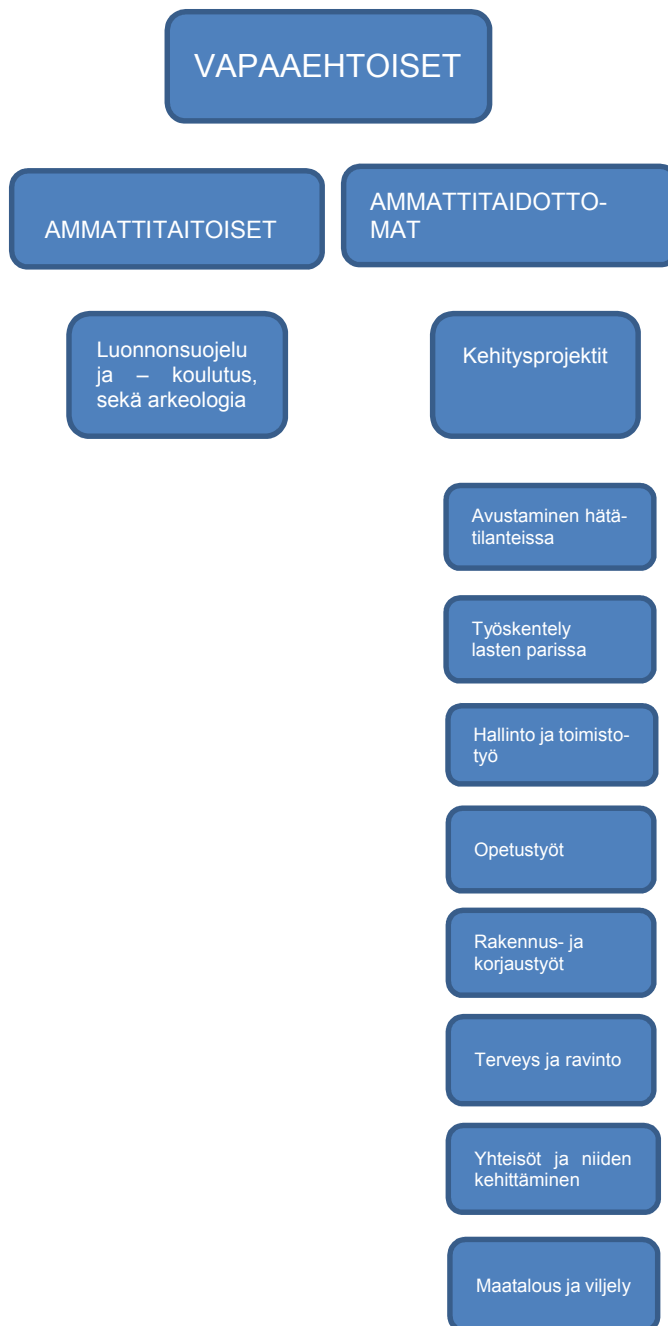 VAPAAEHTOISET
AMMATTITAITOISET
AMMATTITAIDOTTO-
MAT
Luonnonsuojelu
ja – koulutus,
sekä arkeologia
Kehitysprojektit
Avustaminen hätä-
tilanteissa
Työskentely
lasten parissa
Hallinto ja toimisto-
työ
Opetustyöt
Rakennus- ja
korjaustyöt
Terveys ja ravinto
Yhteisöt ja niiden
kehittäminen
Maatalous ja viljely